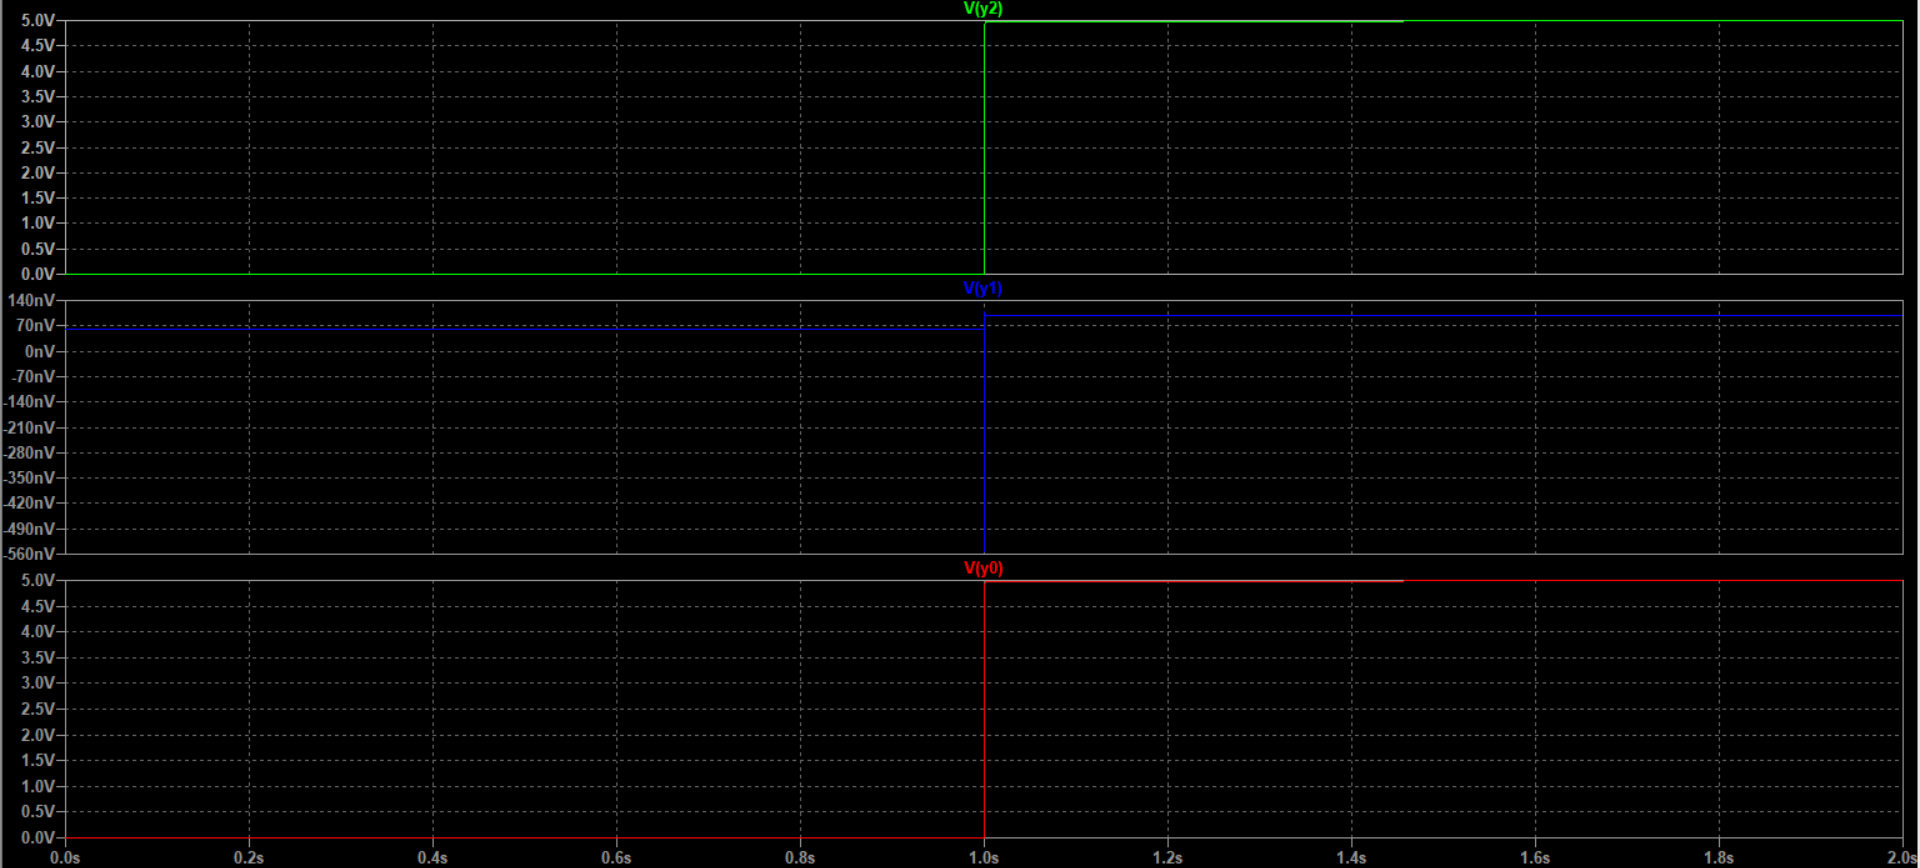 V(y2)
5.0V
4.5V
4.0V
3.5V
3.0V
2.5V
2.0V
1.5V
1.0V
0.5V
0.0V
V(y1)
140nV
70nV
0nV
-70nV
-140nV
-210nV
-280nV
-350nV
-420nV
-490nV
-560nV
V(y0)
5.0V
4.5V
4.0V
3.5V
3.0V
2.5V
2.0V
1.5V
1.0V
0.5V
0.0V
0.0s 0.2s 0.4s 0.6s 0.8s 1.0s 1.2s 1.4s 1.6s 1.8s 2.0s